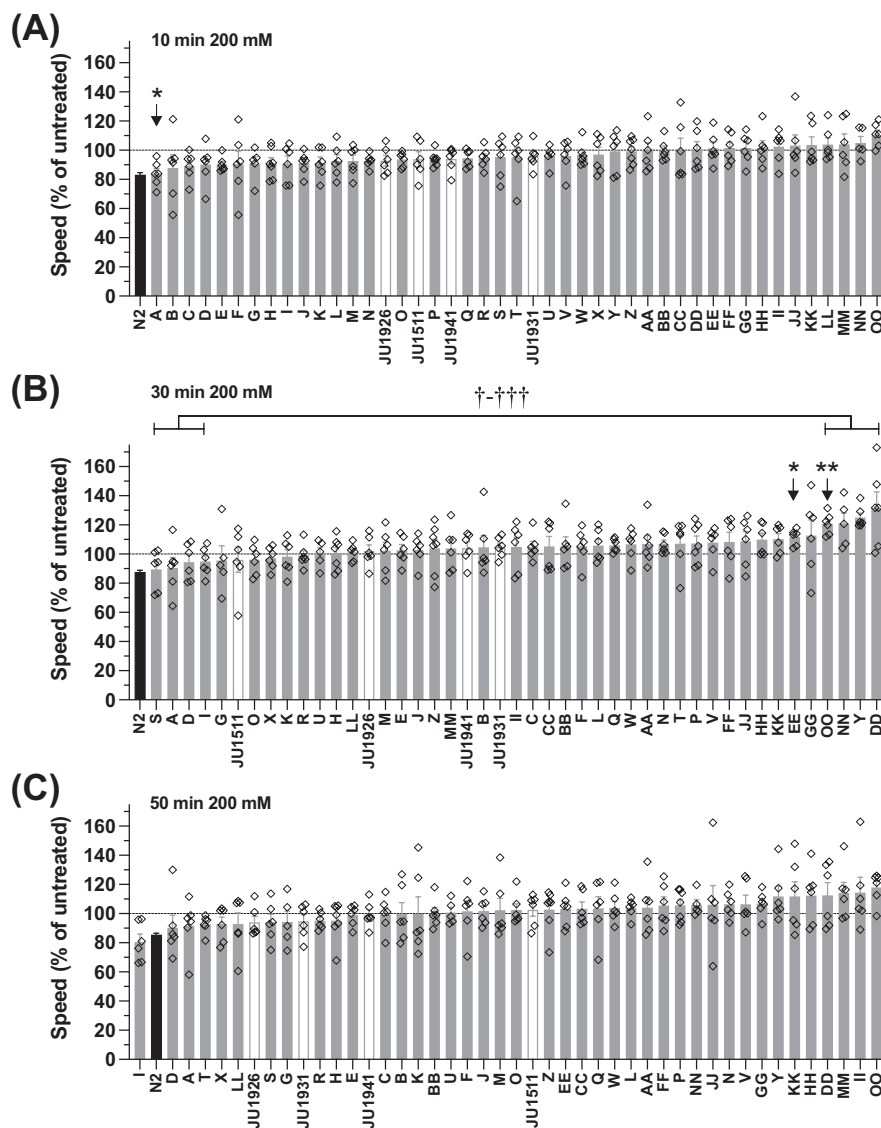 (A)
10 min 200 mM
*
Speed (% of untreated)
160
140
120
100
80
60
40
20
0
N2 A B C D E F G H I J K L M N JU1926 O JU1511 P JU1941 Q R S T JU1931 U V W X Y Z AA BB CC DD EE FF GG HH II JJ KK LL MM NN OO
(B)
30 min 200 mM
†-†††
* **
Speed (% of untreated)
160
140
120
100
80
60
40
20
0
N2 S A D I G JU1511 O X K R U H LL JU1926 M E J Z MM JU1941 B JU1931 II C CC BB F L Q W AA N T P V FF JJ HH KK EE GG OO NN Y DD
(C)
50 min 200 mM
Speed (% of untreated)
160
140
120
100
80
60
40
20
0
I N2 D A T X LL JU1926 S G JU1931 R H E JU1941 C B K BB U F J M O JU1511 Z EE CC Q W L AA FF P NN JJ N V GG Y KK HH DD MM II OO